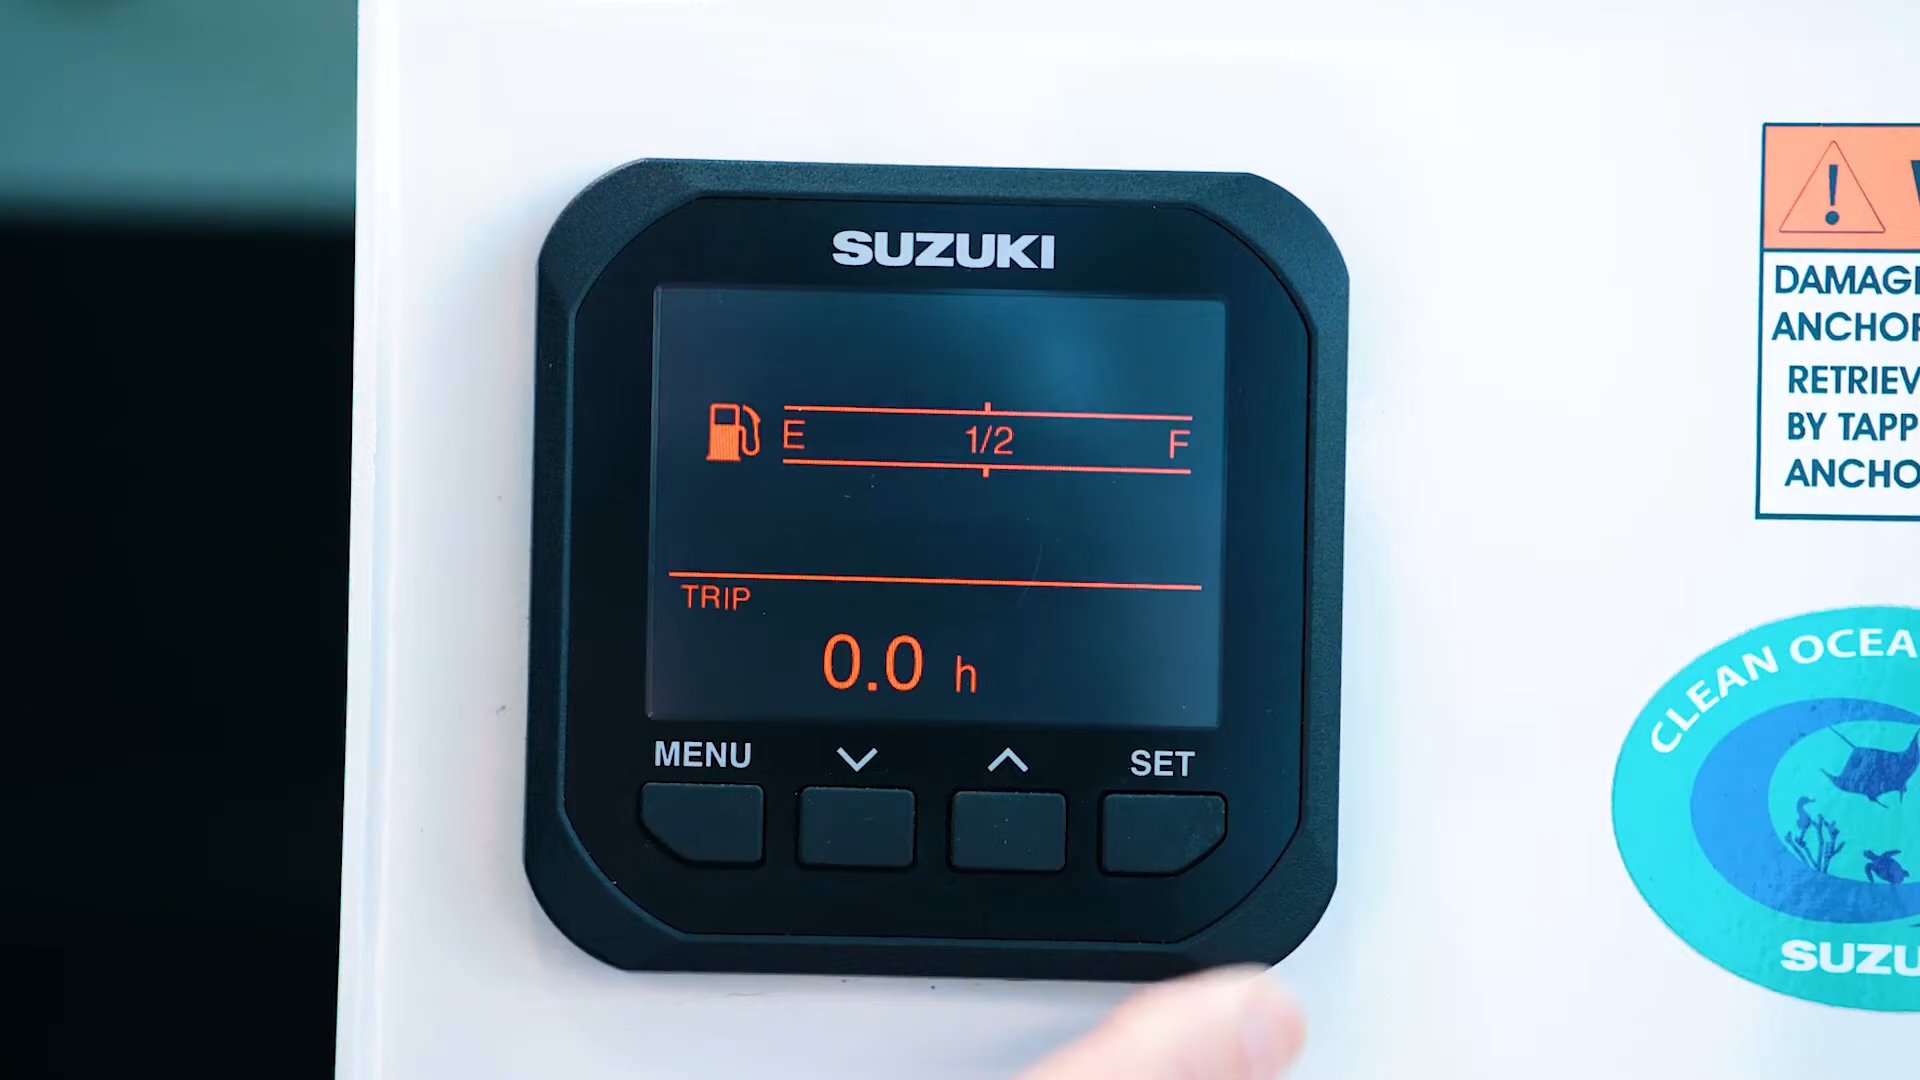 SUZUKI
E 1/2 F
TRIP
0.0 h
MENU SET
DAMAG
ANCHO
RETRIEV
BY TAPP
ANCHO
CLEAN OCEA
SUZU